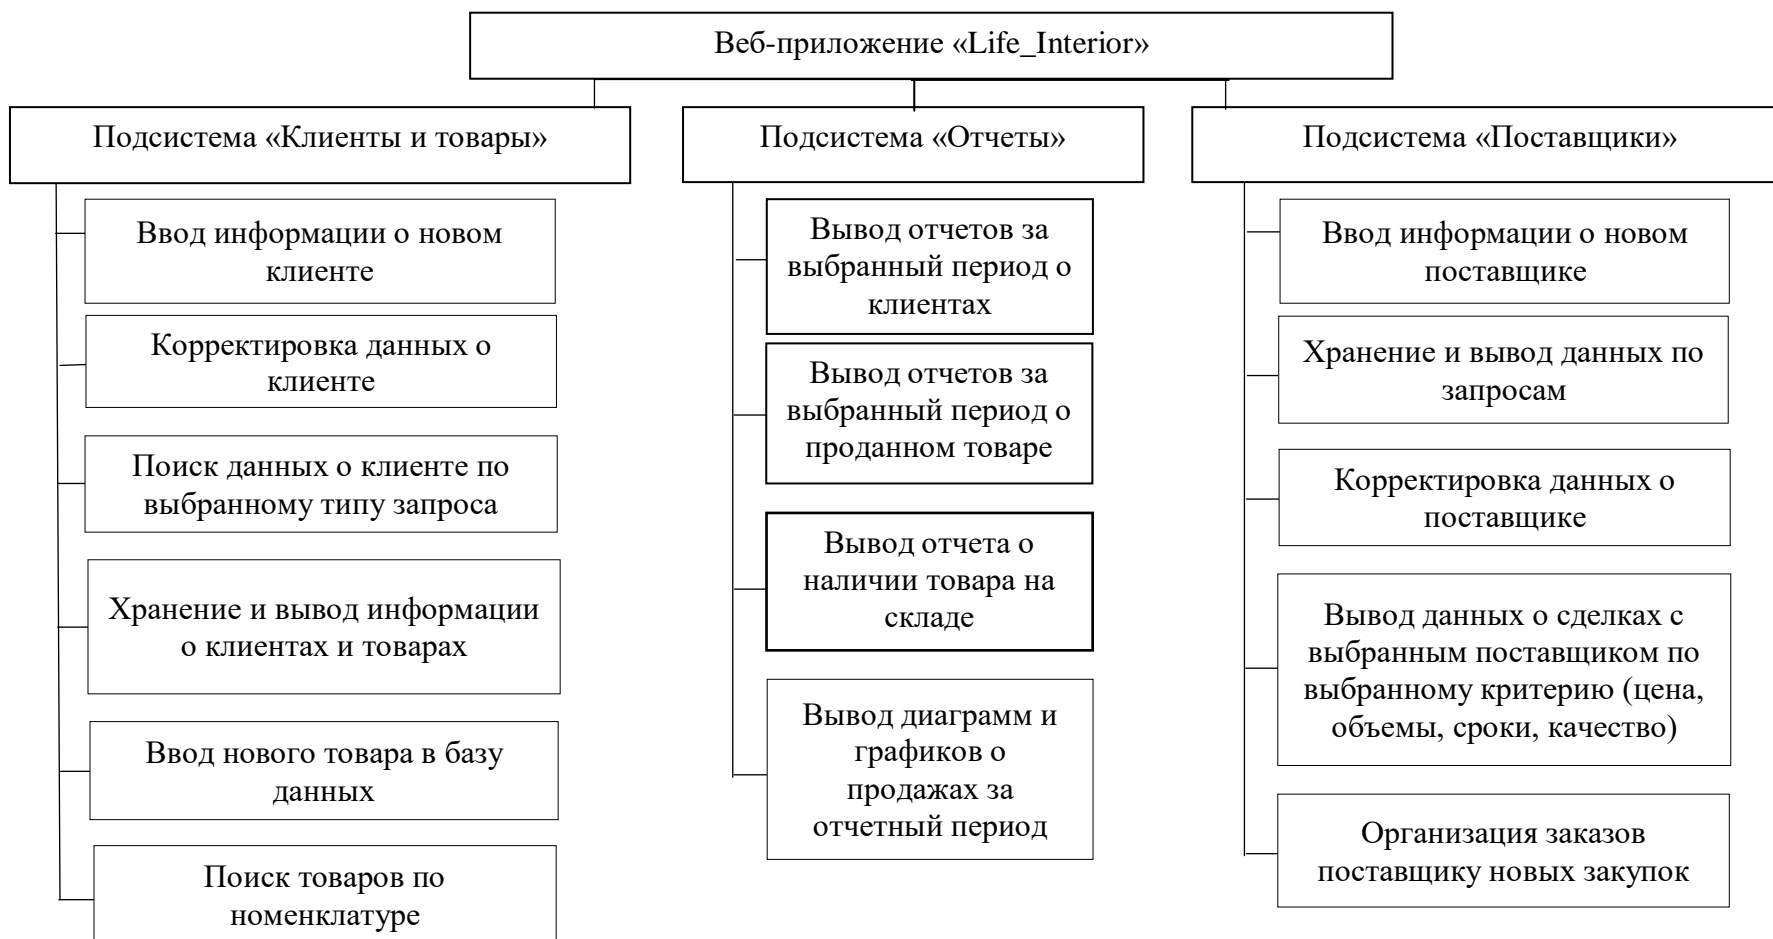 Веб-приложение «Life_Interior»
Подсистема «Клиенты и товары»
Ввод информации о новом
клиенте
Корректировка данных о
клиенте
Поиск данных о клиенте по
выбранному типу запроса
Хранение и вывод информации
о клиентах и товарах
Ввод нового товара в базу
данных
Поиск товаров по
номенклатуре
Подсистема «Отчеты»
Вывод отчетов за
выбранный период о
клиентах
Вывод отчетов за
выбранный период о
проданном товаре
Вывод отчета о
наличии товара на
складе
Вывод диаграмм и
графиков о
продажах за
отчетный период
Подсистема «Поставщики»
Ввод информации о новом
поставщике
Хранение и вывод данных по
запросам
Корректировка данных о
поставщике
Вывод данных о сделках с
выбранным поставщиком по
выбранному критерию (цена,
объемы, сроки, качество)
Организация заказов
поставщику новых закупок